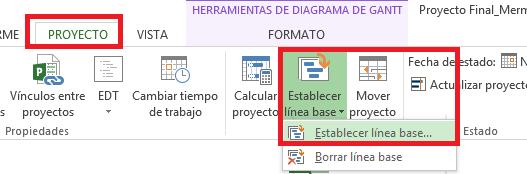 HERRAMIENTAS DE DIAGRAMA DE GANTT
Proyecto Final_Merm
RME
PROYECTO
VISTA
FORMATO
Vínculos entre
proyectos
EDT
Cambiar tiempo
de trabajo
Calcular
proyecto
Establecer
línea base
Mover
proyecto
Fecha de estado:
N
Actualizar proyecto
Propiedades
Estado
Establecer línea base...
Borrar línea base